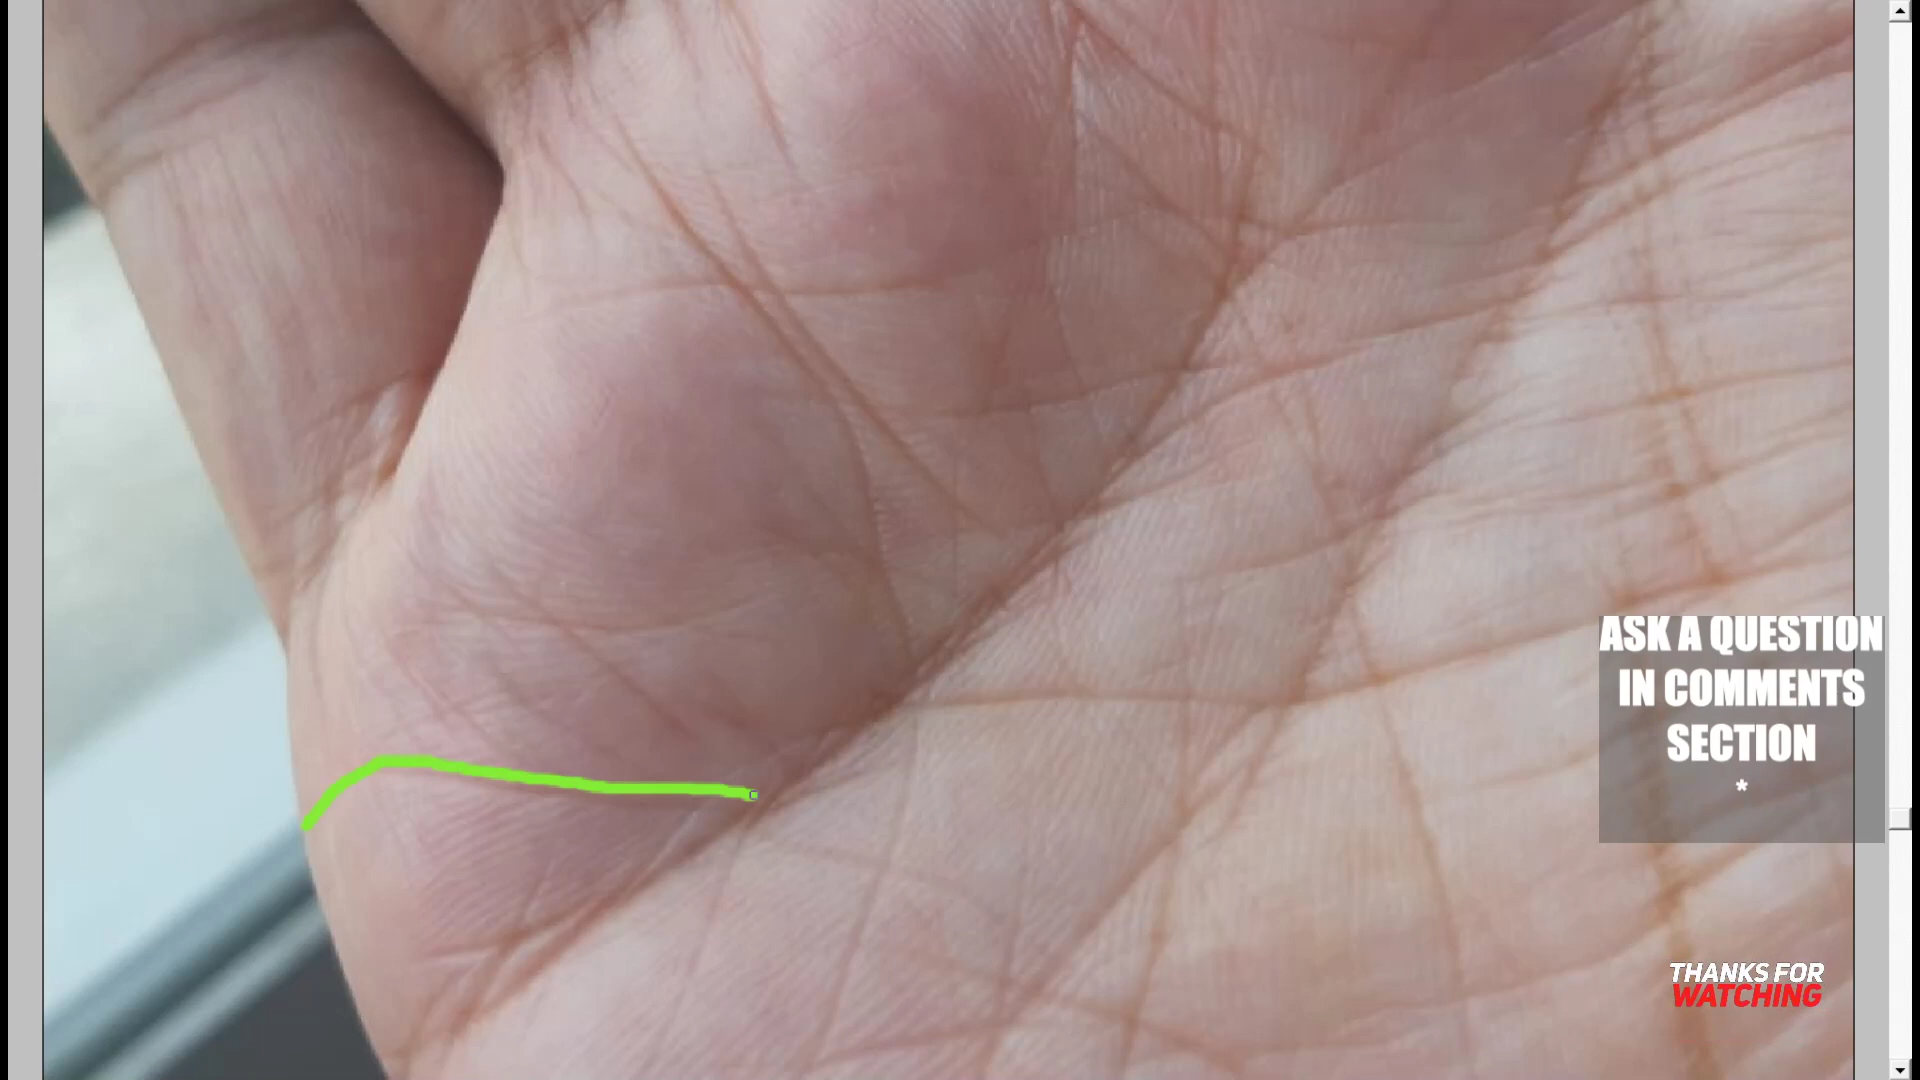 ASK A QUESTION
IN COMMENTS
SECTION
*
THANKS FOR
WATCHING